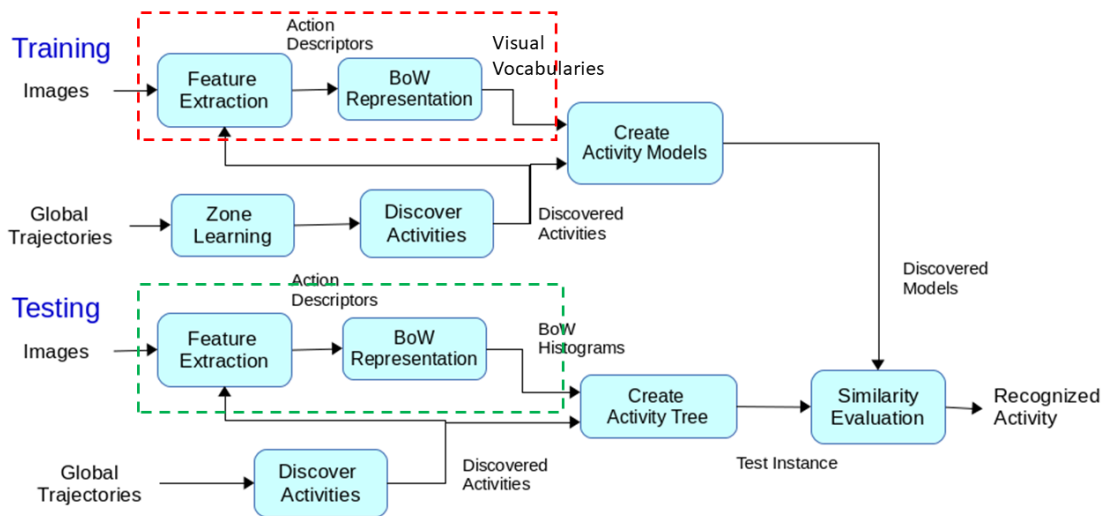 Training
Action
Descriptors
Visual
Vocabularies
Images
Feature
Extraction
BoW
Representation
Create
Activity Models
Global
Trajectories
Zone
Learning
Discover
Activities
Discovered
Activities
Discovered
Models
Testing
Action
Descriptors
Images
Feature
Extraction
BoW
Representation
BoW
Histograms
Create
Activity Tree
Similarity
Evaluation
Recognized
Activity
Test Instance
Global
Trajectories
Discover
Activities
Discovered
Activities